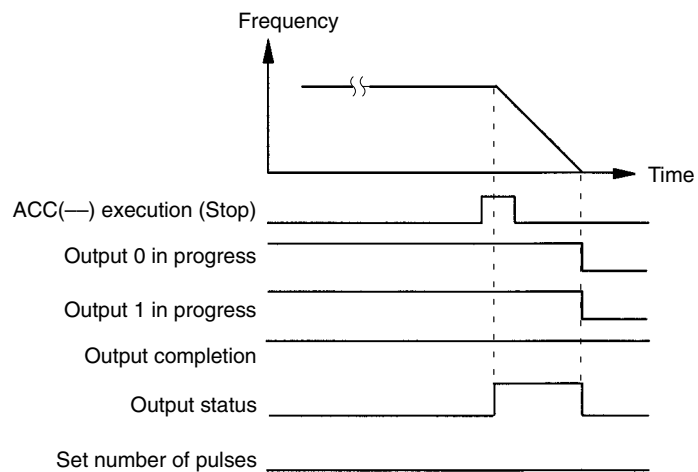 Frequency
Time
ACC(—) execution (Stop)
Output 0 in progress
Output 1 in progress
Output completion
Output status
Set number of pulses